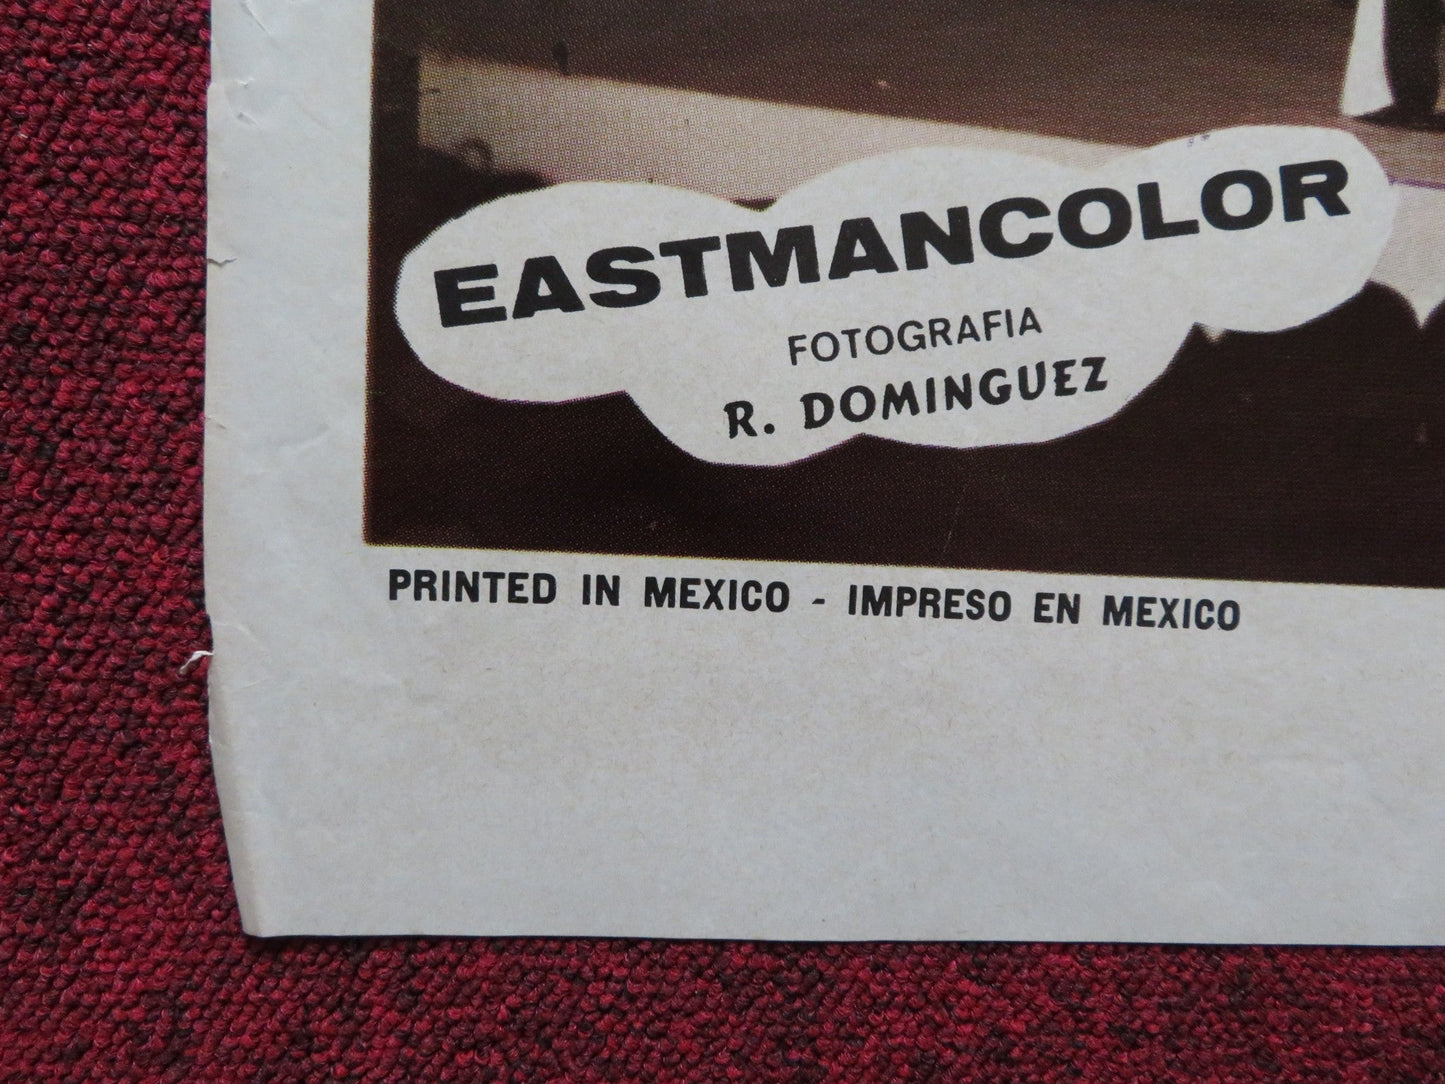 EASTMANCOLOR
FOTOGRAFIA
R. DOMINGUEZ
PRINTED IN MEXICO - IMPRESO EN MEXICO